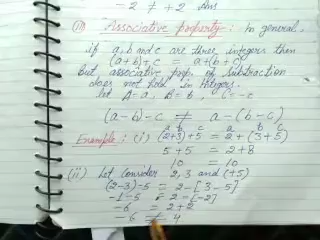 -2 ≠ +2 Ans
(ii) Associative property:- In general,
if a, b and c are three integers then
(a+b)+c = a+(b+c)
But associative prop. of subtraction
does not hold in integers.
let A=a, B=b, C=c
(a-b)-c ≠ a-(b-c)
a b c a b c
Example:- (i) (2+3)+5 = 2+(3+5)
5+5 = 2+8
10 = 10
(ii) Let consider 2, 3 and (+5)
(2-3)-5 = 2-[3-5]
-1-5 = 2-[-2]
-6 = 2+2
-6 ≠ 4